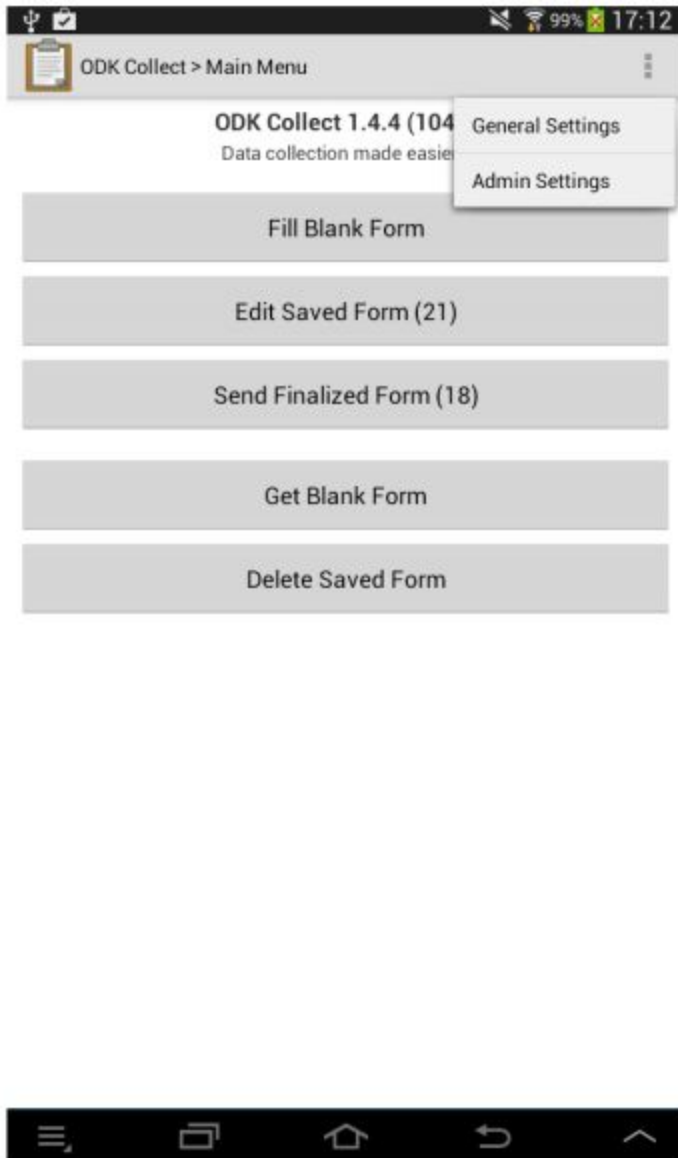 99% 17:12
ODK Collect > Main Menu
ODK Collect 1.4.4 (104
Data collection made easie
General Settings
Admin Settings
Fill Blank Form
Edit Saved Form (21)
Send Finalized Form (18)
Get Blank Form
Delete Saved Form